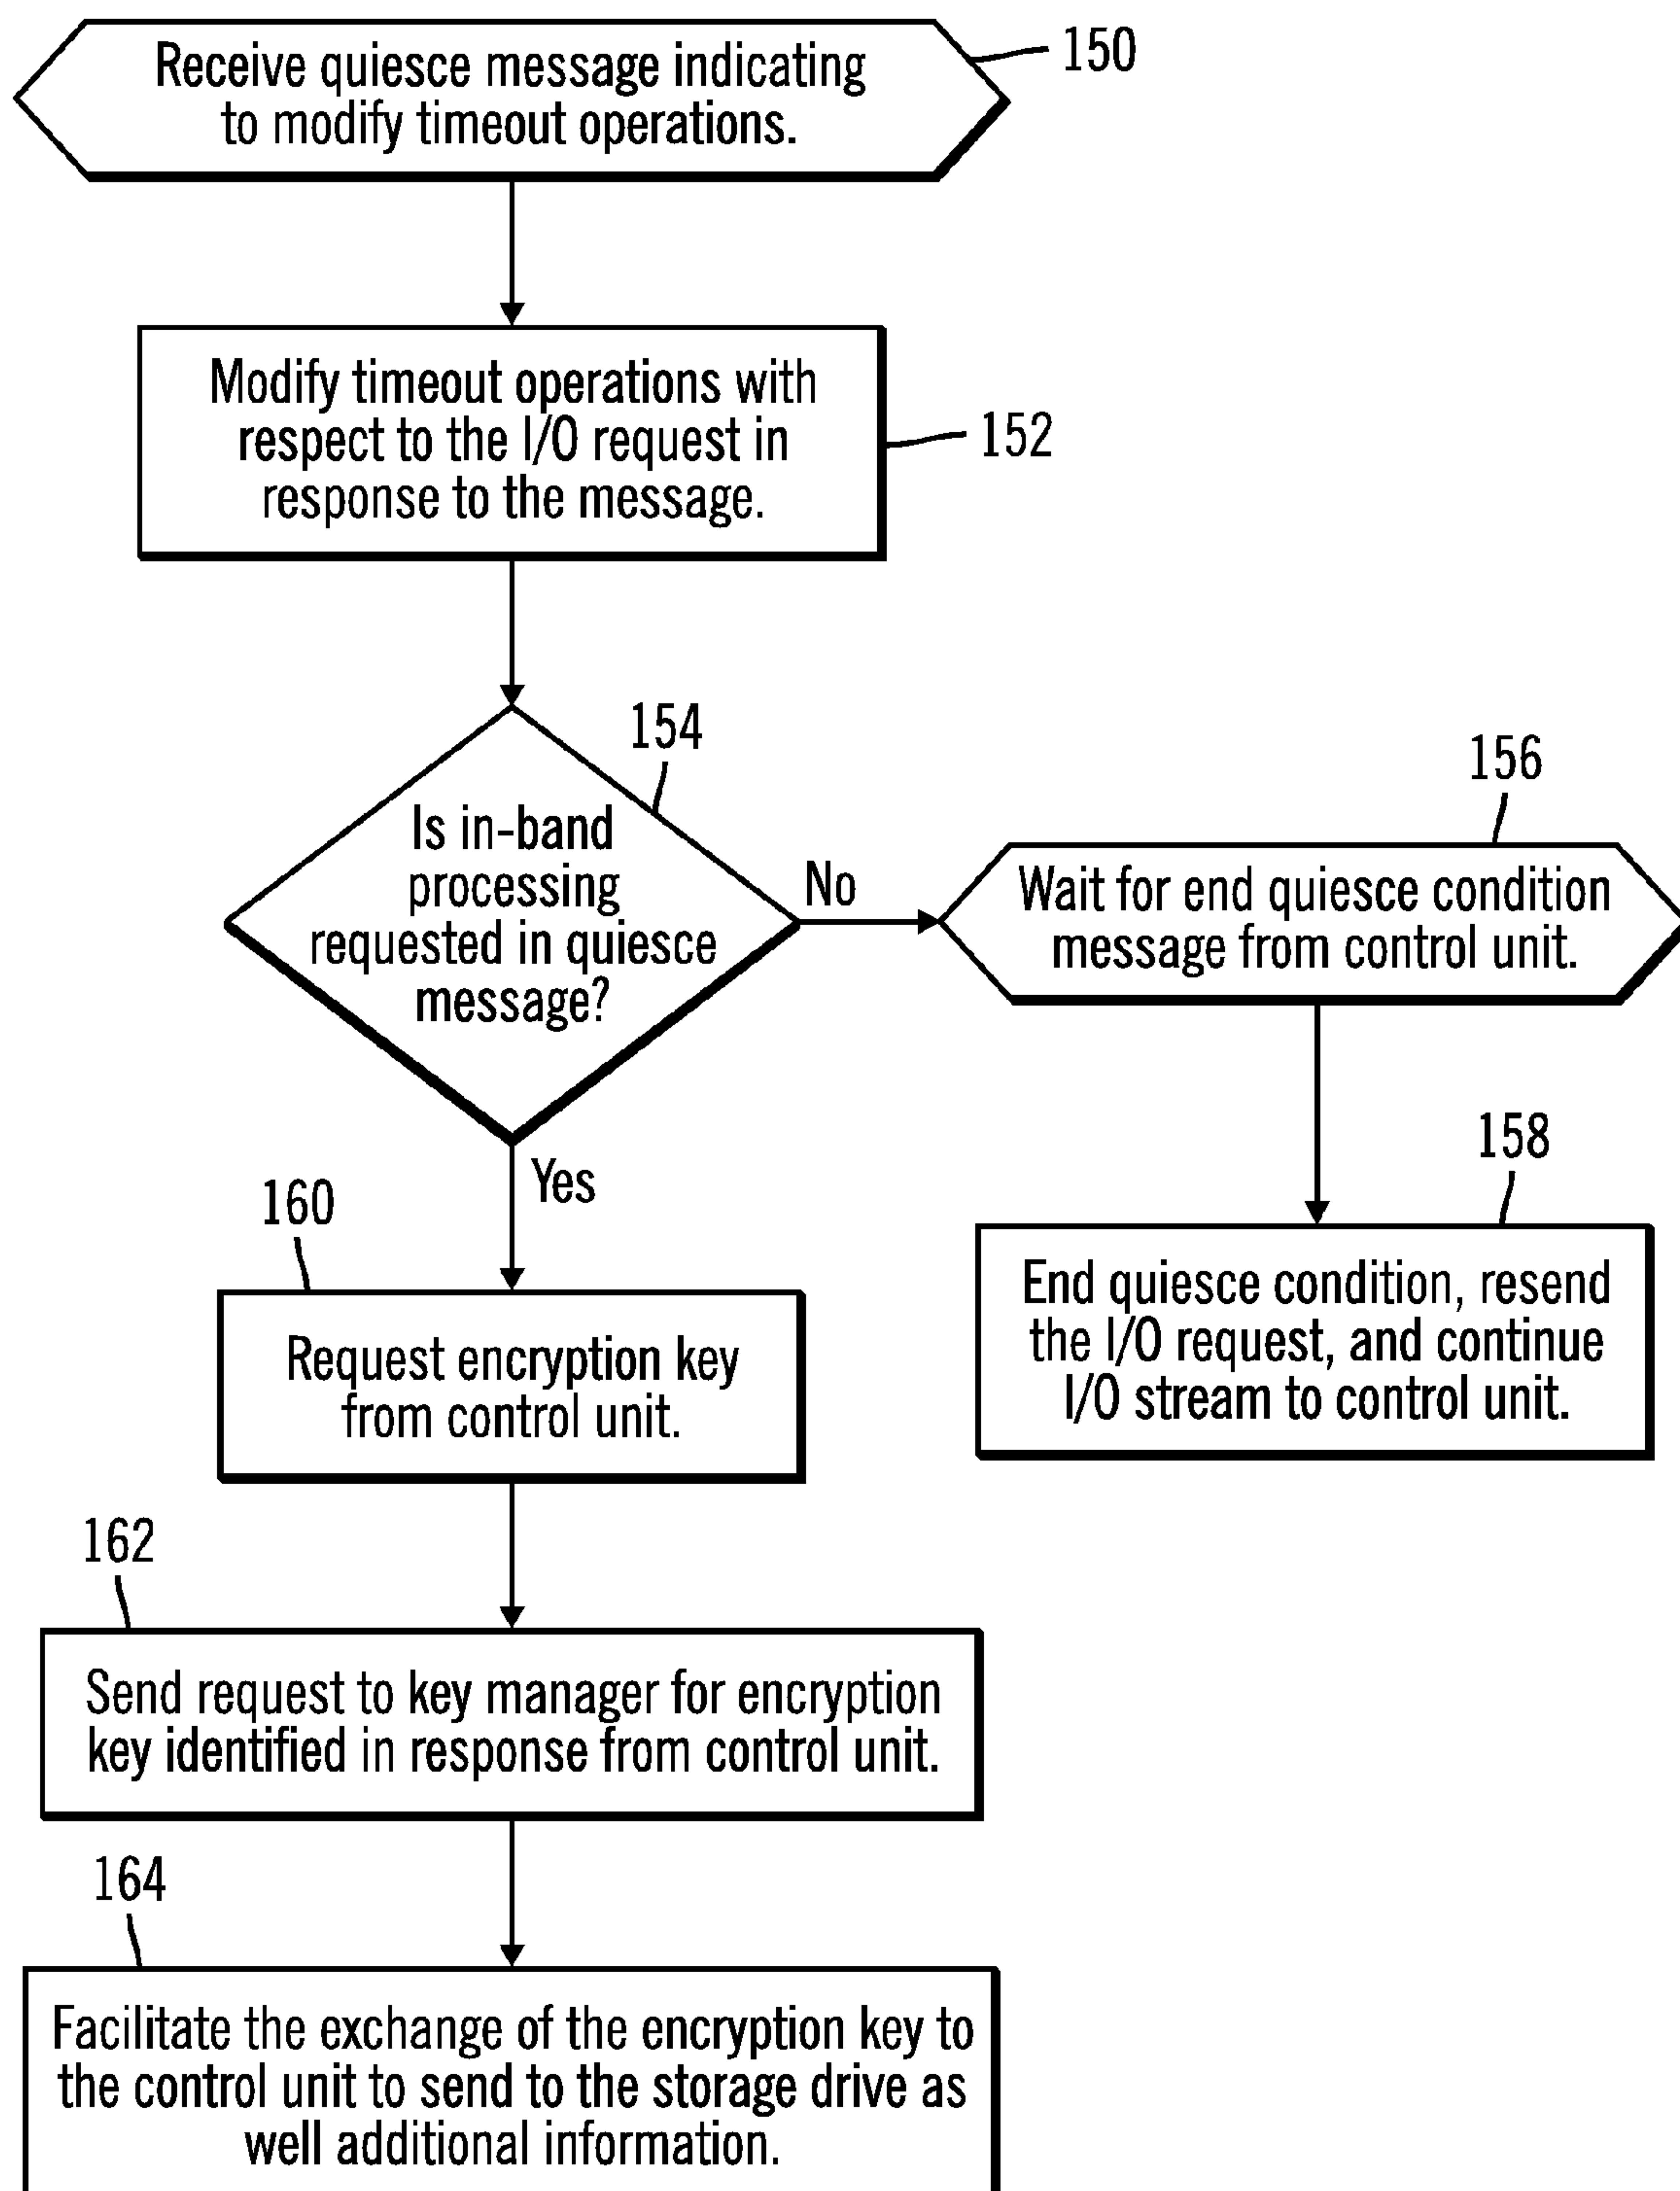 Receive quiesce message indicating
to modify timeout operations.
150
Modify timeout operations with
respect to the I/O request in
response to the message.
152
154
Is in-band
processing
requested in quiesce
message?
No
156
Wait for end quiesce condition
message from control unit.
158
End quiesce condition, resend
the I/O request, and continue
I/O stream to control unit.
Yes
160
Request encryption key
from control unit.
162
Send request to key manager for encryption
key identified in response from control unit.
164
Facilitate the exchange of the encryption key to
the control unit to send to the storage drive as
well additional information.